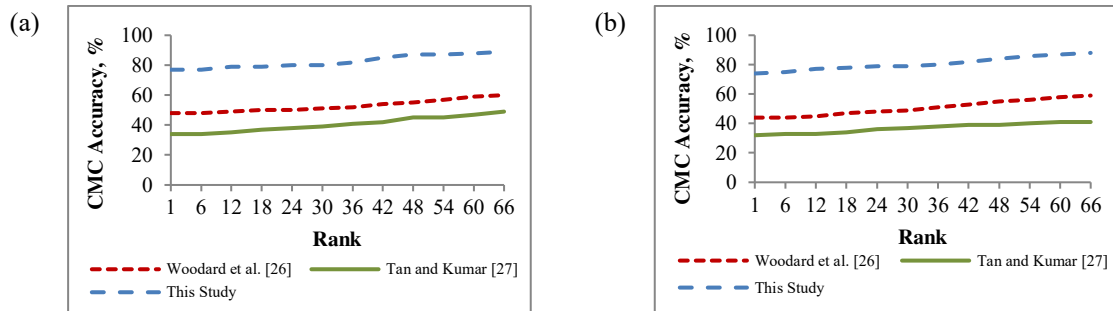 (a)
CMC Accuracy, %
100
80
60
40
20
0
1 6 12 18 24 30 36 42 48 54 60 66
Rank
Woodard et al. [26] Tan and Kumar [27]
This Study
(b)
CMC Accuracy, %
100
80
60
40
20
0
1 6 12 18 24 30 36 42 48 54 60 66
Rank
Woodard et al. [26] Tan and Kumar [27]
This Study